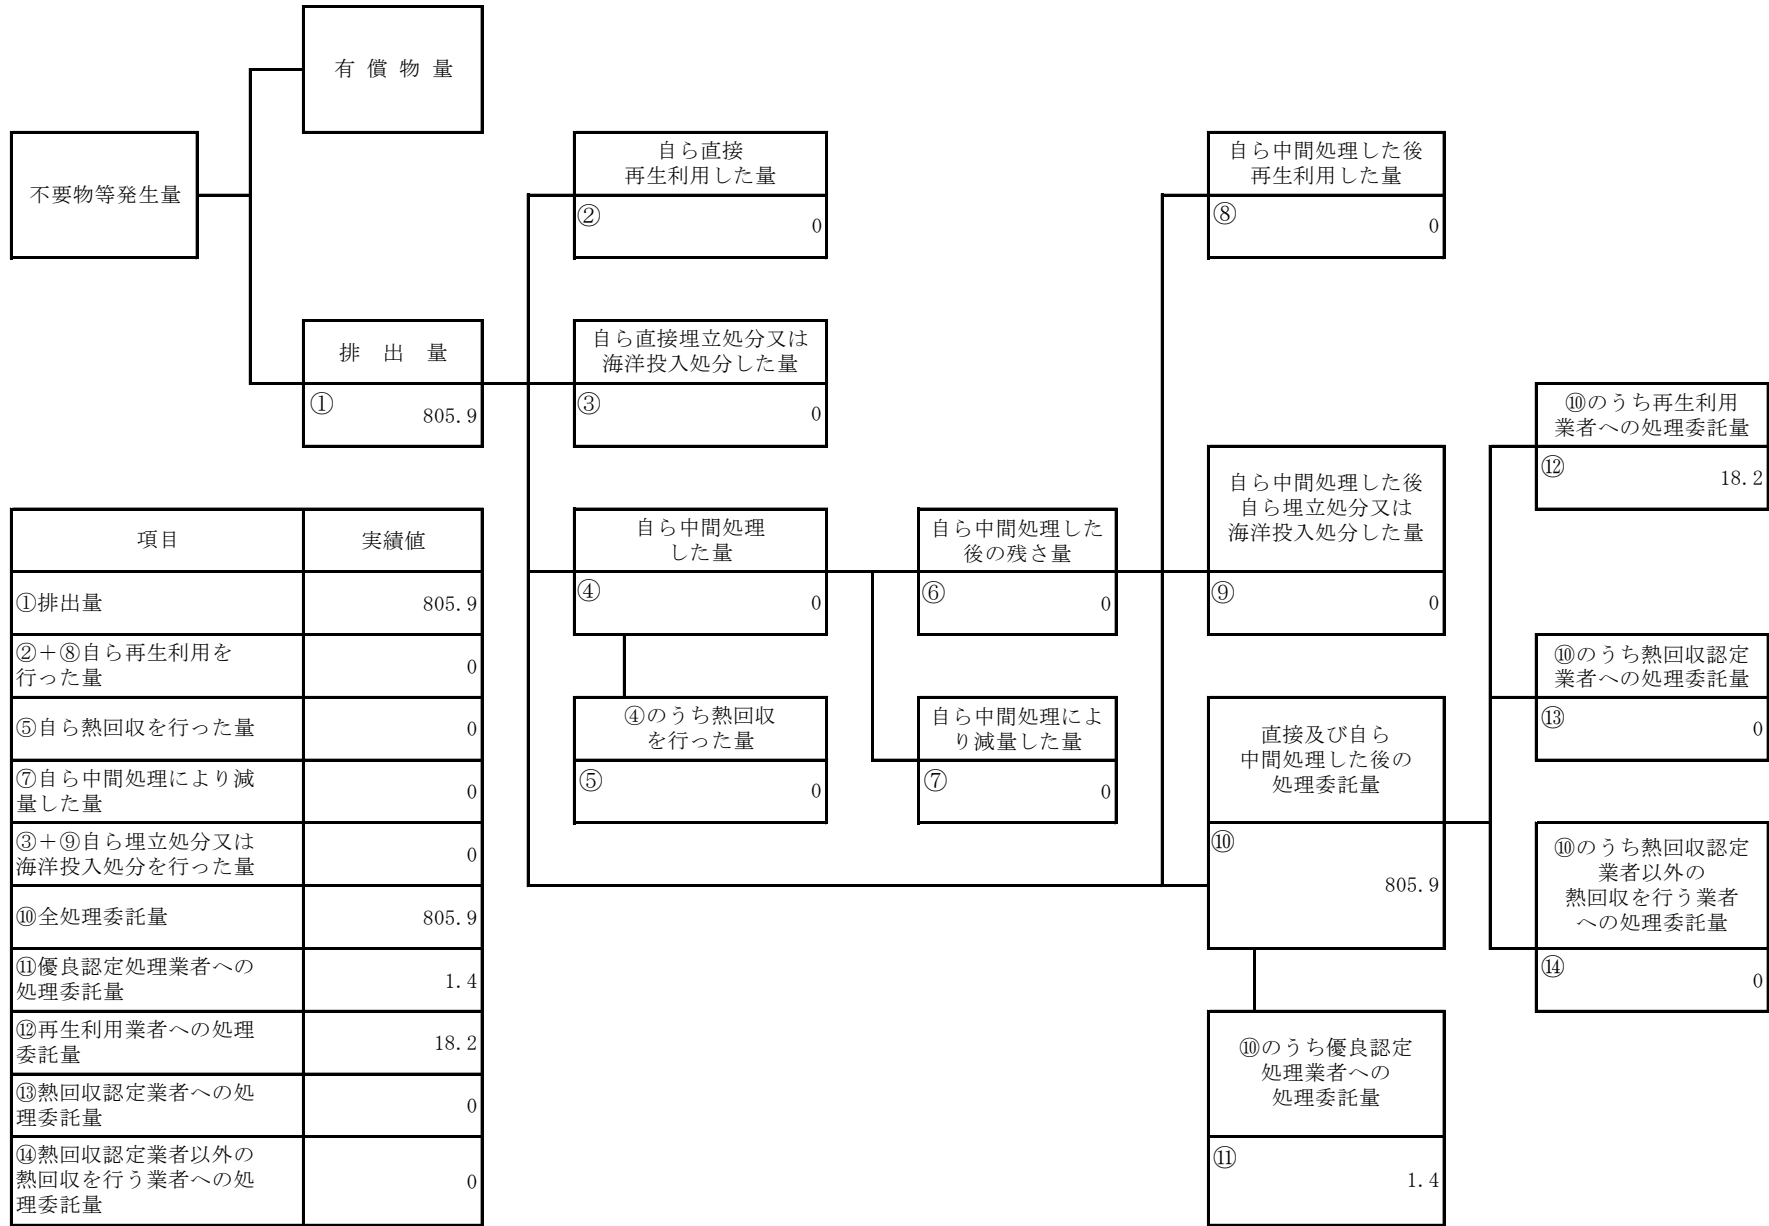 有償物量
不要物等発生量
排出量
①
805.9
自ら直接
再生利用した量
②
0
自ら直接埋立処分又は
海洋投入処分した量
③
0
自ら中間処理
した量
④
0
④のうち熱回収
を行った量
⑤
0
自ら中間処理した
後の残さ量
⑥
0
自ら中間処理によ
り減量した量
⑦
0
自ら中間処理した後
再生利用した量
⑧
0
自ら中間処理した後
自ら埋立処分又は
海洋投入処分した量
⑨
0
直接及び自ら
中間処理した後の
処理委託量
⑩
805.9
⑩のうち優良認定
処理業者への
処理委託量
⑪
1.4
⑩のうち再生利用
業者への処理委託量
⑫
18.2
⑩のうち熱回収認定
業者への処理委託量
⑬
0
⑩のうち熱回収認定
業者以外の
熱回収を行う業者
への処理委託量
⑭
0
項目 実績値
①排出量 805.9
②+⑧自ら再生利用を
行った量 0
⑤自ら熱回収を行った量 0
⑦自ら中間処理により減
量した量 0
③+⑨自ら埋立処分又は
海洋投入処分を行った量 0
⑩全処理委託量 805.9
⑪優良認定処理業者への
処理委託量 1.4
⑫再生利用業者への処理
委託量 18.2
⑬熱回収認定業者への処
理委託量 0
⑭熱回収認定業者以外の
熱回収を行う業者への処
理委託量 0